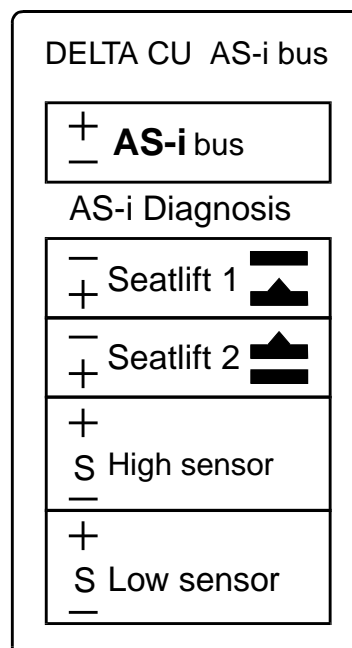 DELTA CU AS-i bus
+
AS-i bus
−
AS-i Diagnosis
−
Seatlift 1
+
−
Seatlift 2
+
+
S High sensor
−
+
S Low sensor
−